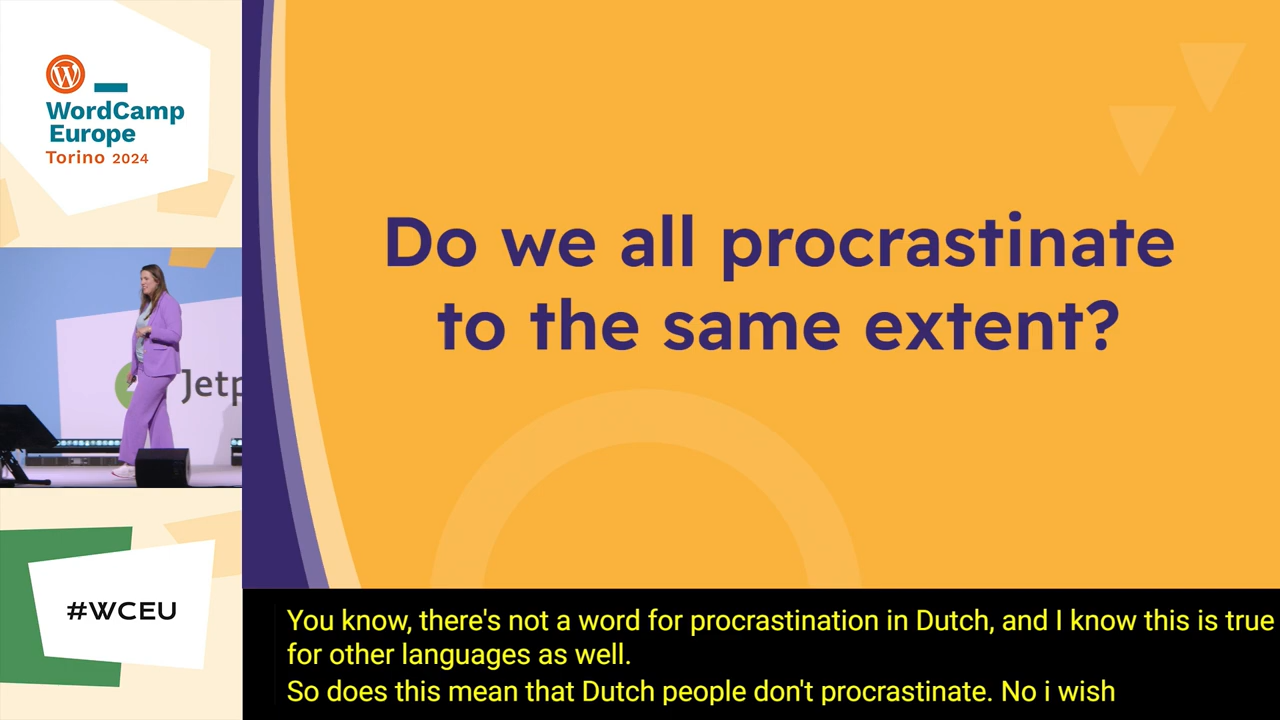 WordCamp
Europe
Torino 2024
Do we all procrastinate
to the same extent?
Jetp
#WCEU
You know, there's not a word for procrastination in Dutch, and I know this is true
for other languages as well.
So does this mean that Dutch people don't procrastinate. No i wish